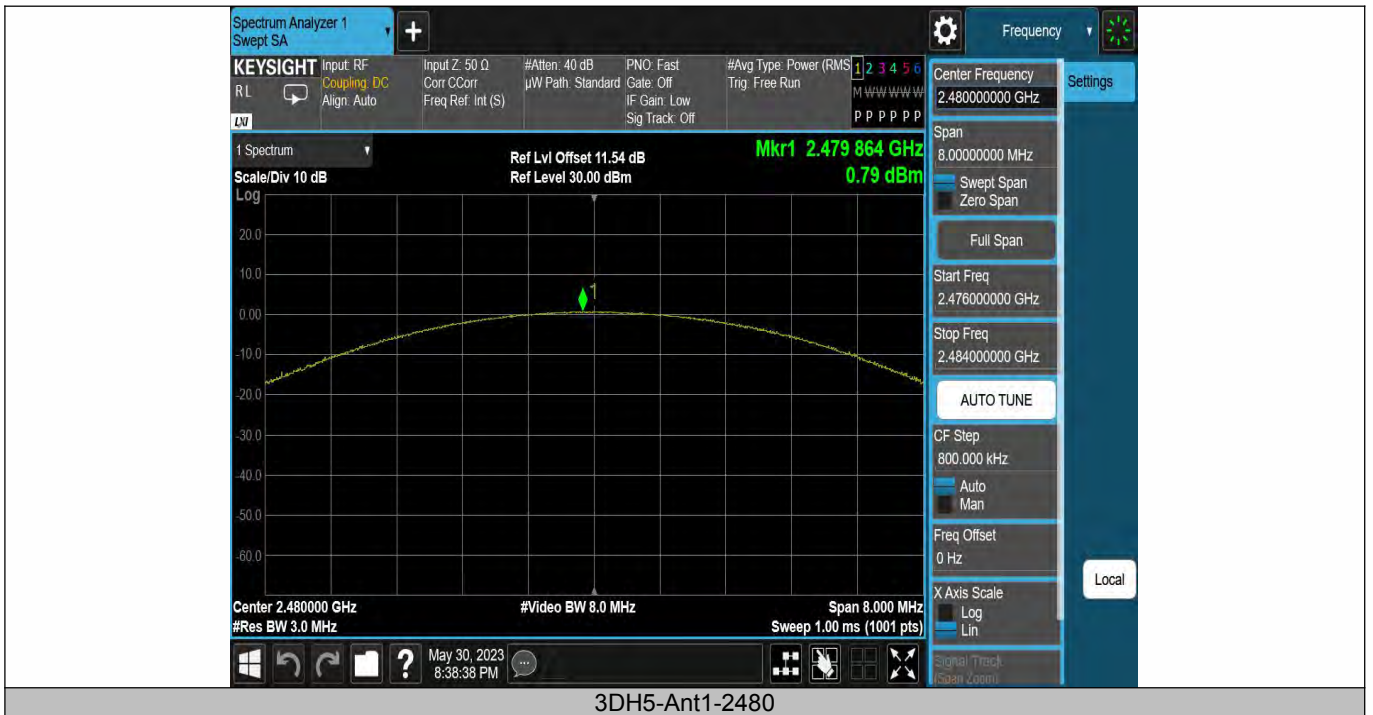 Spectrum Analyzer 1
Swept SA
+
Frequency
KEYSIGHT
RL
LXI
Input: RF
Coupling: DC
Align: Auto
Input Z: 50 Ω
Corr CCorr
Freq Ref: Int (S)
#Atten: 40 dB
µW Path: Standard
PNO: Fast
Gate: Off
IF Gain: Low
Sig Track: Off
#Avg Type: Power (RMS
Trig: Free Run
1 2 3 4 5 6
M W W W W W
P P P P P P
1 Spectrum
Scale/Div 10 dB
Log
Ref Lvl Offset 11.54 dB
Ref Level 30.00 dBm
Mkr1 2.479 864 GHz
0.79 dBm
20.0
10.0
1
0.00
-10.0
-20.0
-30.0
-40.0
-50.0
-60.0
Center 2.480000 GHz
#Video BW 8.0 MHz
Span 8.000 MHz
#Res BW 3.0 MHz
Sweep 1.00 ms (1001 pts)
Center Frequency
2.480000000 GHz
Settings
Span
8.00000000 MHz
Swept Span
Zero Span
Full Span
Start Freq
2.476000000 GHz
Stop Freq
2.484000000 GHz
AUTO TUNE
CF Step
800.000 kHz
Auto
Man
Freq Offset
0 Hz
Local
X Axis Scale
Log
Lin
Signal Track
(Span Zoom)
?
May 30, 2023
8:38:38 PM
3DH5-Ant1-2480